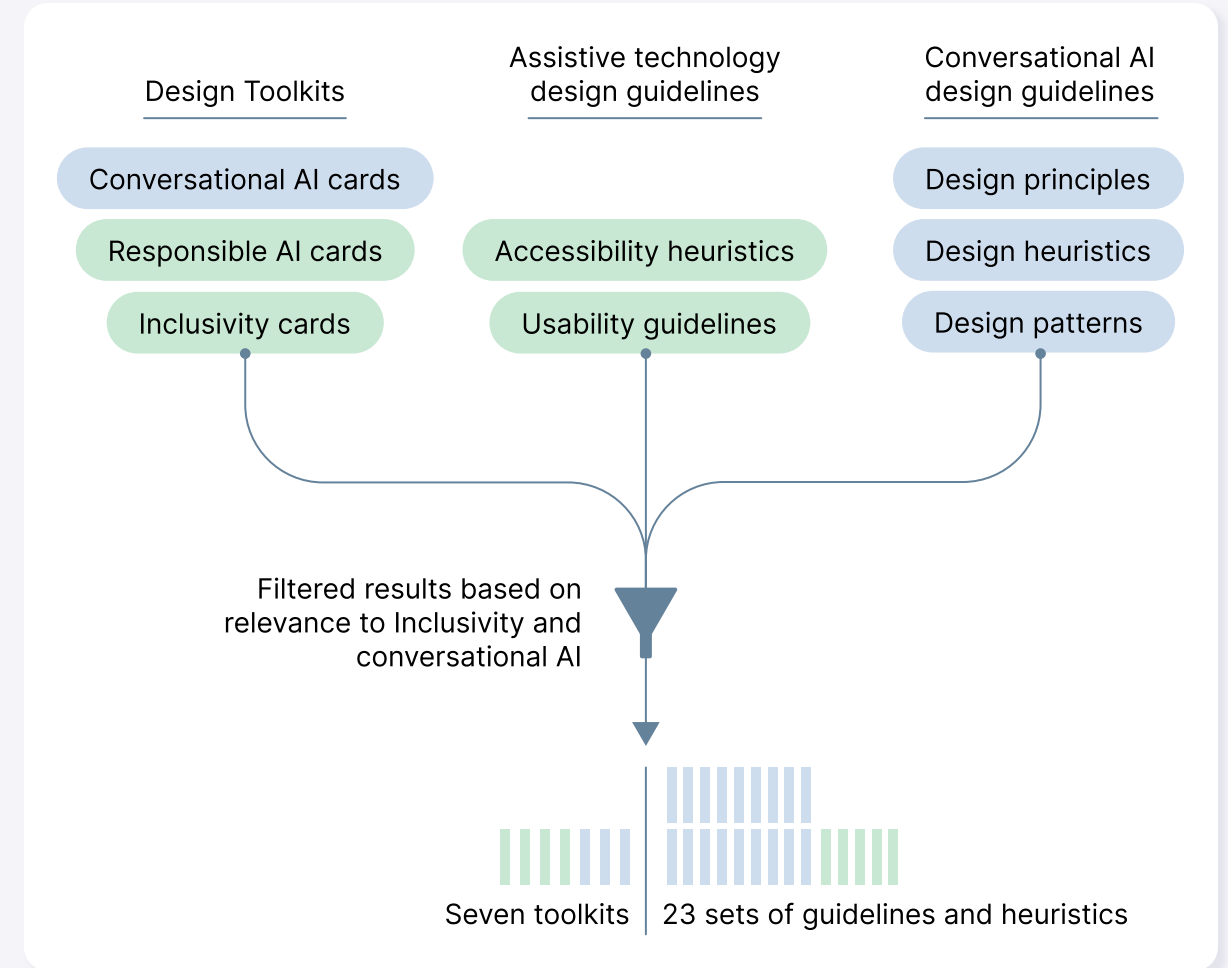 Design Toolkits
Assistive technology
design guidelines
Conversational AI
design guidelines
Conversational AI cards
Responsible AI cards
Inclusivity cards
Accessibility heuristics
Usability guidelines
Design principles
Design heuristics
Design patterns
Filtered results based on
relevance to Inclusivity and
conversational AI
Seven toolkits
23 sets of guidelines and heuristics